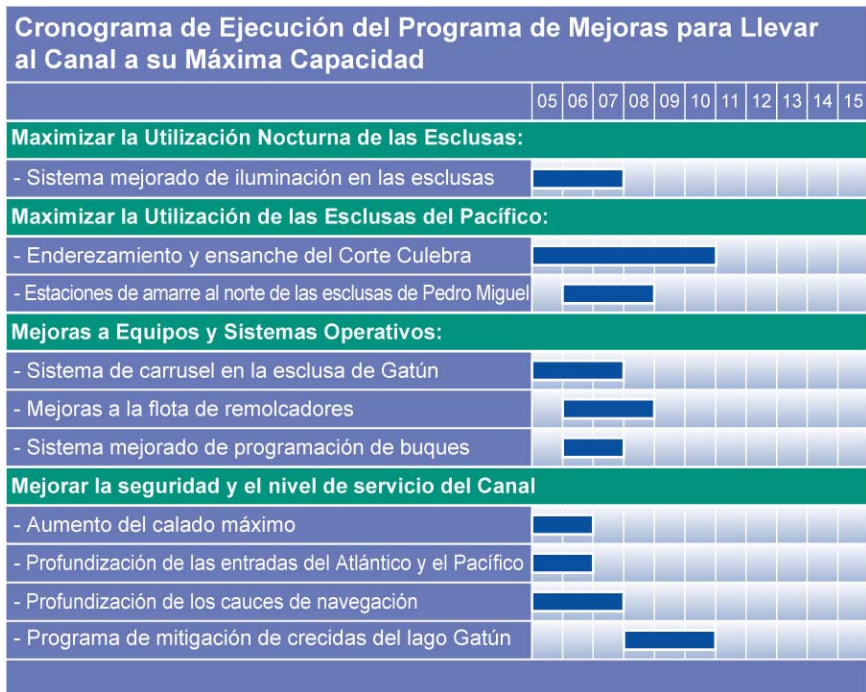 Cronograma de Ejecución del Programa de Mejoras para Llevar
al Canal a su Máxima Capacidad
05 06 07 08 09 10 11 12 13 14 15
Maximizar la Utilización Nocturna de las Esclusas:
- Sistema mejorado de iluminación en las esclusas
Maximizar la Utilización de las Esclusas del Pacífico:
- Enderezamiento y ensanche del Corte Culebra
- Estaciones de amarre al norte de las esclusas de Pedro Miguel
Mejoras a Equipos y Sistemas Operativos:
- Sistema de carrusel en la esclusa de Gatún
- Mejoras a la flota de remolcadores
- Sistema mejorado de programación de buques
Mejorar la seguridad y el nivel de servicio del Canal
- Aumento del calado máximo
- Profundización de las entradas del Atlántico y el Pacífico
- Profundización de los cauces de navegación
- Programa de mitigación de crecidas del lago Gatún